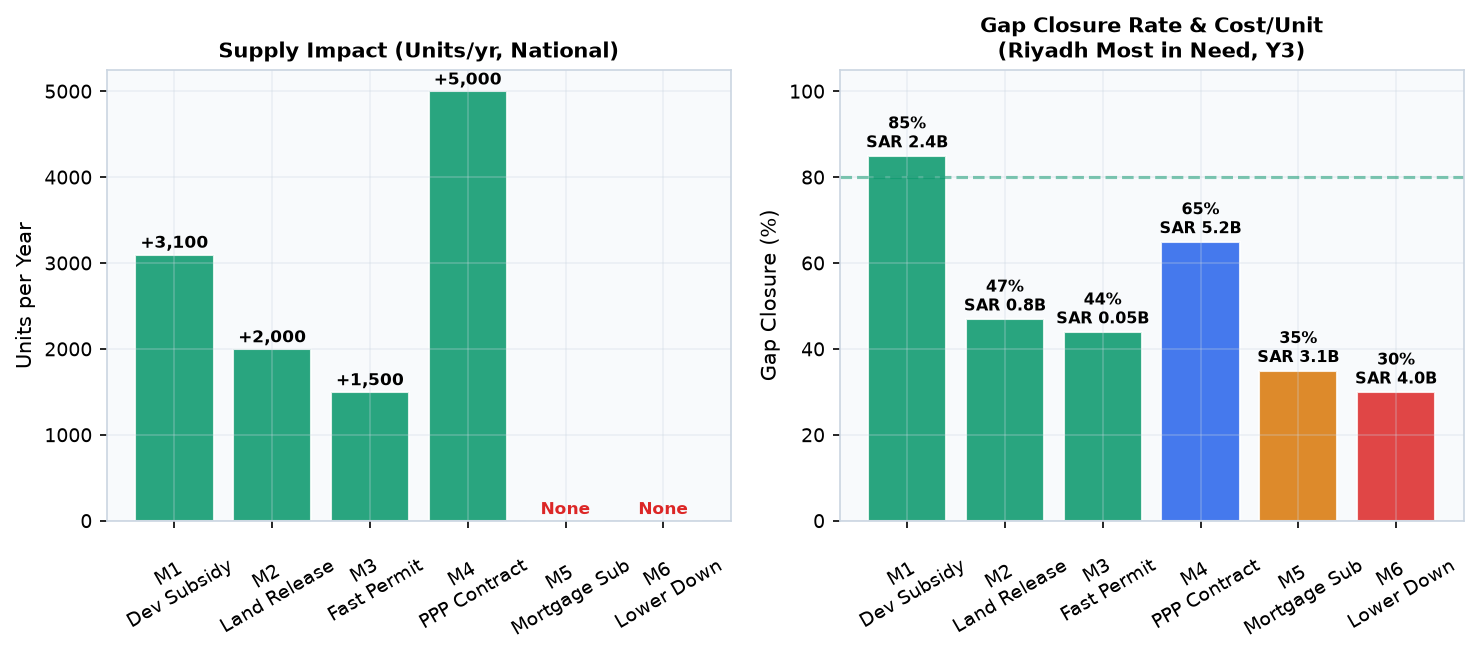 Supply Impact (Units/yr, National)
Units per Year
5000
4000
3000
2000
1000
0
+3,100
+2,000
+1,500
+5,000
None
None
M1
Dev Subsidy
M2
Land Release
M3
Fast Permit
M4
PPP Contract
M5
Mortgage Sub
M6
Lower Down
Gap Closure Rate & Cost/Unit
(Riyadh Most in Need, Y3)
Gap Closure (%)
100
80
60
40
20
0
85%
SAR 2.4B
47%
SAR 0.8B
44%
SAR 0.05B
65%
SAR 5.2B
35%
SAR 3.1B
30%
SAR 4.0B
M1
Dev Subsidy
M2
Land Release
M3
Fast Permit
M4
PPP Contract
M5
Mortgage Sub
M6
Lower Down